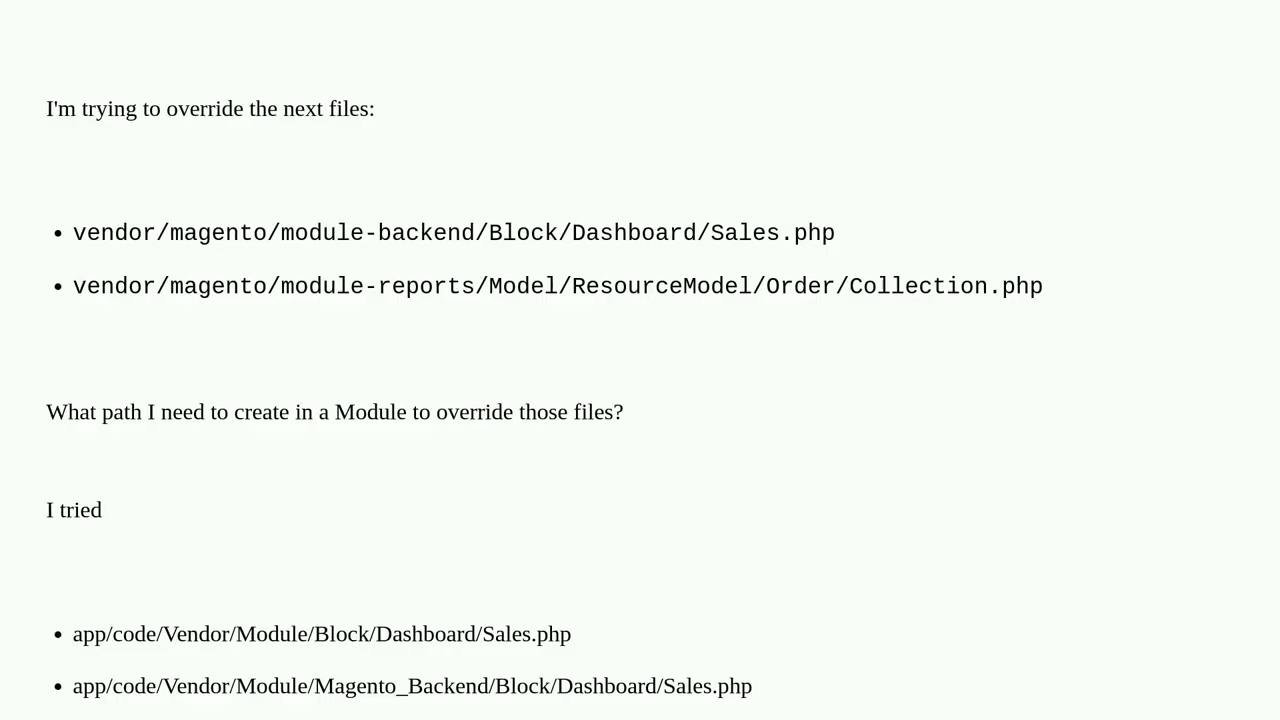 I'm trying to override the next files:
• vendor/magento/module-backend/Block/Dashboard/Sales.php
• vendor/magento/module-reports/Model/ResourceModel/Order/Collection.php
What path I need to create in a Module to override those files?
I tried
• app/code/Vendor/Module/Block/Dashboard/Sales.php
• app/code/Vendor/Module/Magento_Backend/Block/Dashboard/Sales.php